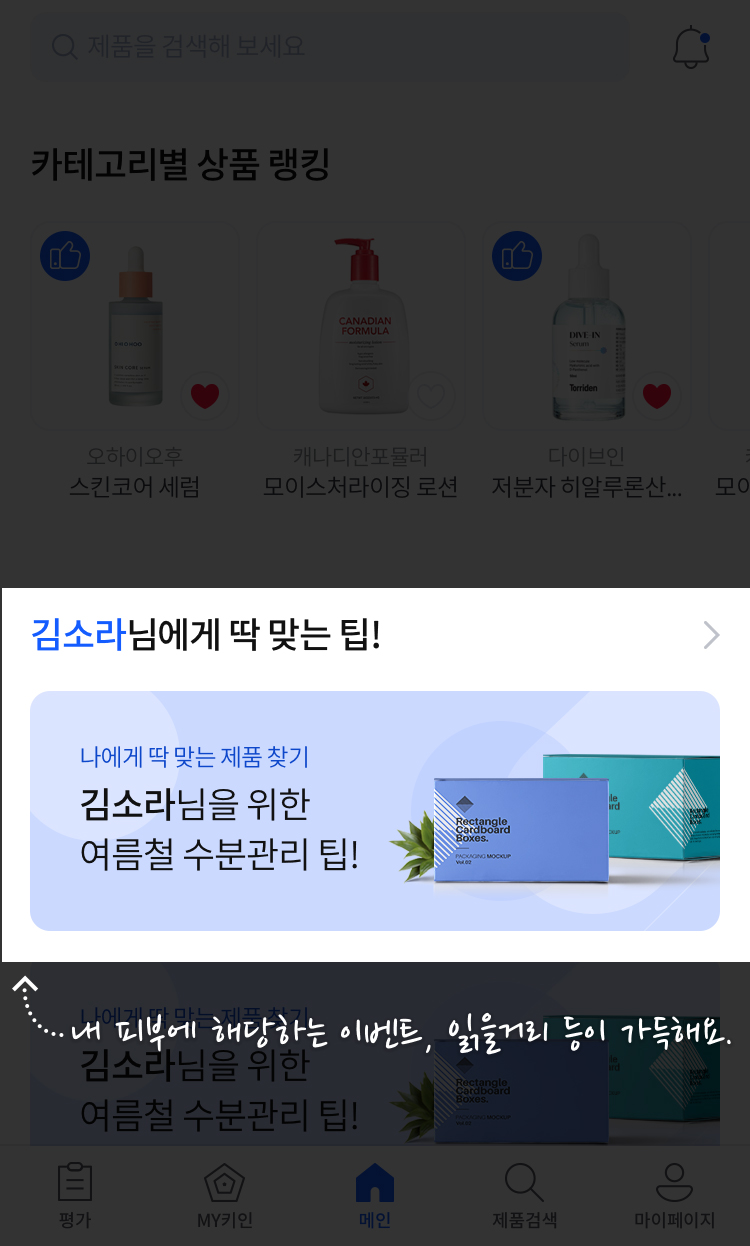 제품을 검색해 보세요
카테고리별 상품 랭킹
CANADIAN
FORMULA
DIVE-IN
Serum
Torriden
오하이오후
캐나디안포뮬러
다이브인
스킨코어 세럼
모이스처라이징 로션
저분자 히알루론산...
김소라님에게 딱 맞는 팁!
나에게 딱 맞는 제품 찾기
김소라님을 위한
여름철 수분관리 팁!
Rectangle
Cardboard
Boxes.
PACKAGING MOCKUP
Vol.02
내 피부에 해당하는 이벤트, 읽을거리 등이 가득해요.
나에게 딱 맞는 제품 찾기
김소라님을 위한
여름철 수분관리 팁!
Rectangle
Cardboard
Boxes.
PACKAGING MOCKUP
Vol.02
평가
MY키인
메인
제품검색
마이페이지